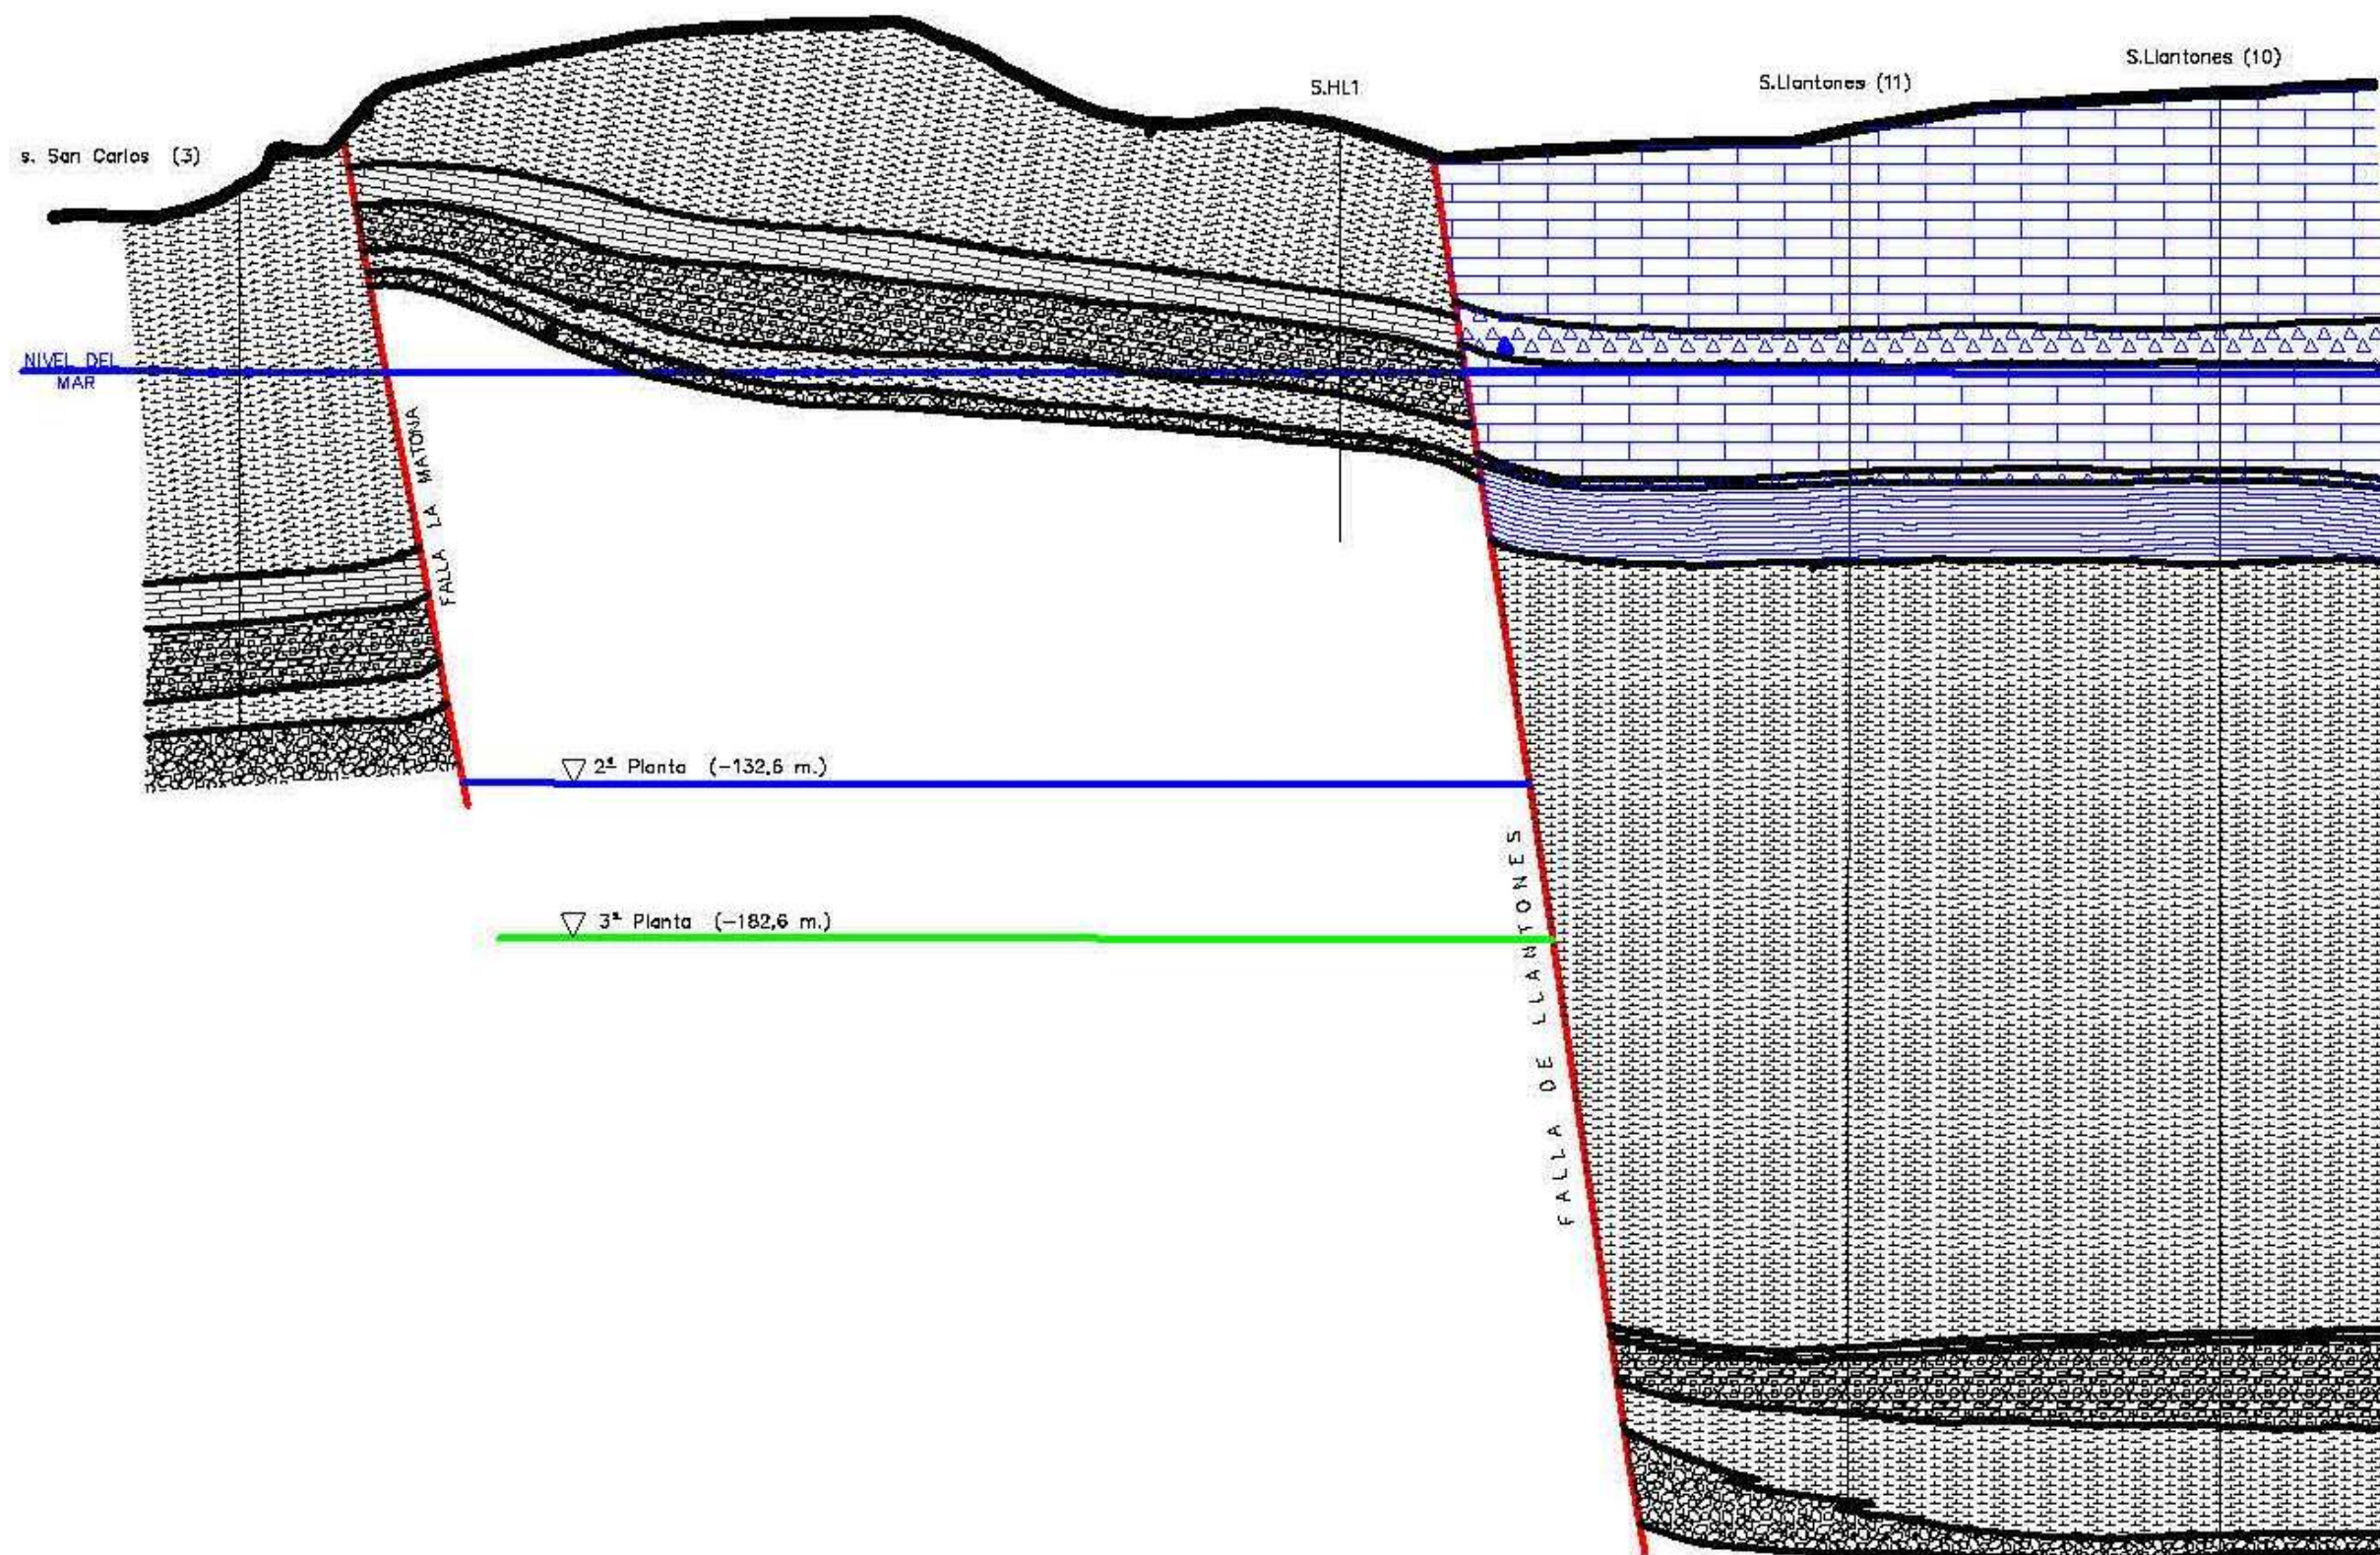 S.Llantones (10)
S.Llantones (11)
S.HL1
s. San Carlos (3)
NIVEL DEL
MAR
FALLA LA MATONA
2ª Planta (-132,6 m.)
3ª Planta (-182,6 m.)
FALLA DE LLANTONES